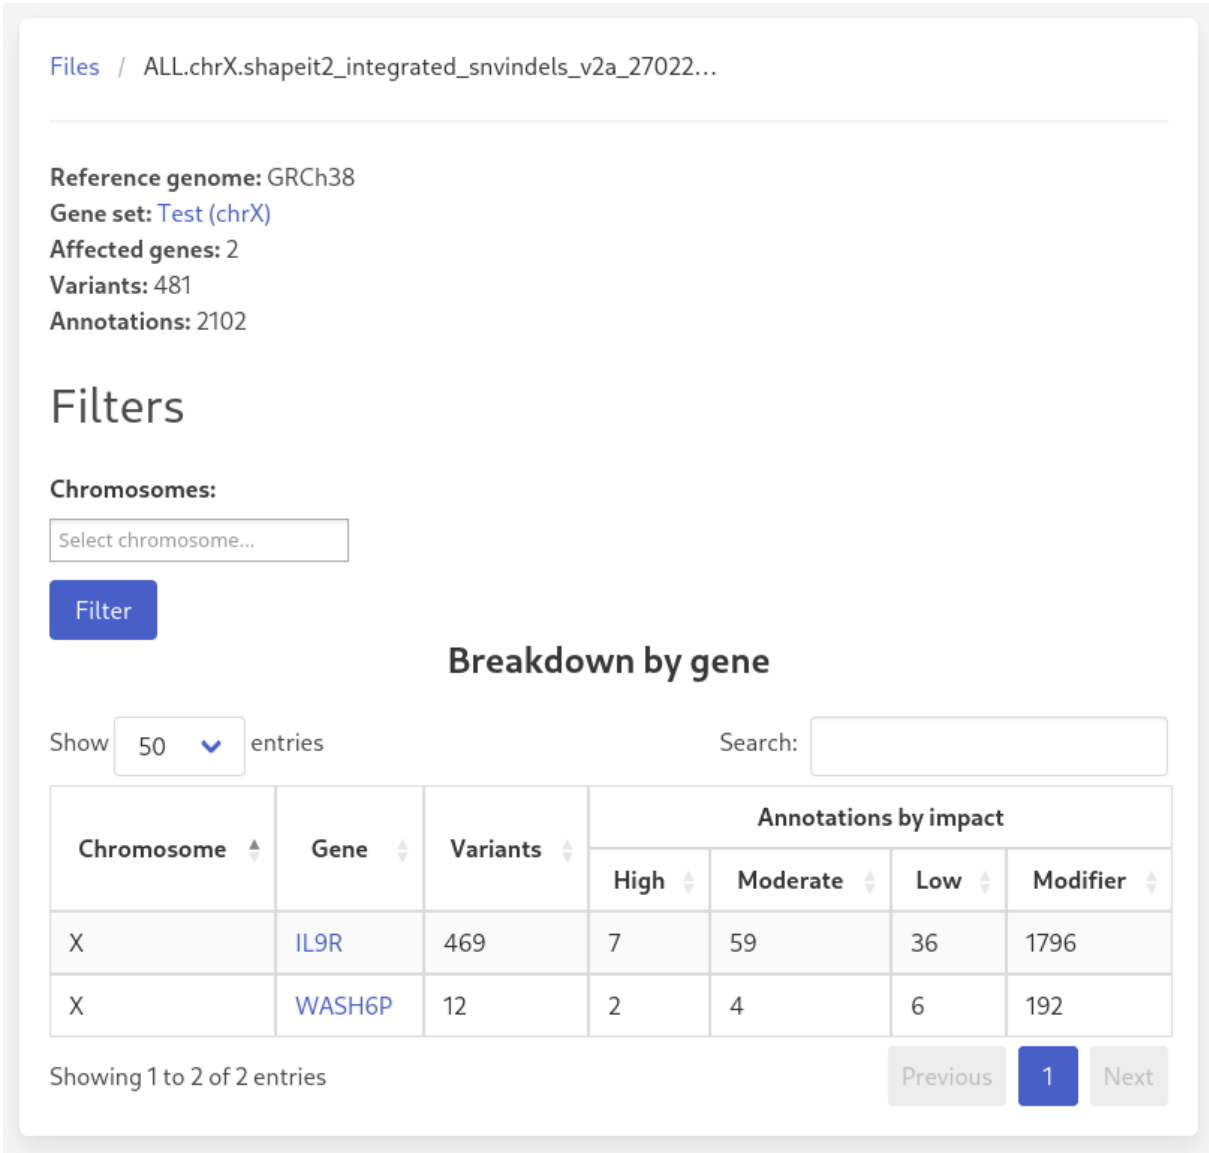 Files / ALL.chrX.shapeit2_integrated_snvindels_v2a_27022...
Reference genome: GRCh38
Gene set: Test (chrX)
Affected genes: 2
Variants: 481
Annotations: 2102
Filters
Chromosomes:
Select chromosome...
Filter
Breakdown by gene
Show 50 entries Search:
Annotations by impact
Chromosome Gene Variants
High Moderate Low Modifier
X IL9R 469 7 59 36 1796
X WASH6P 12 2 4 6 192
Showing 1 to 2 of 2 entries Previous 1 Next